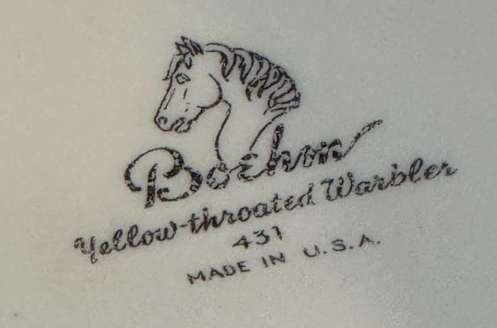 Boehm
Yellow-throated Warbler
431
MADE IN U.S.A.